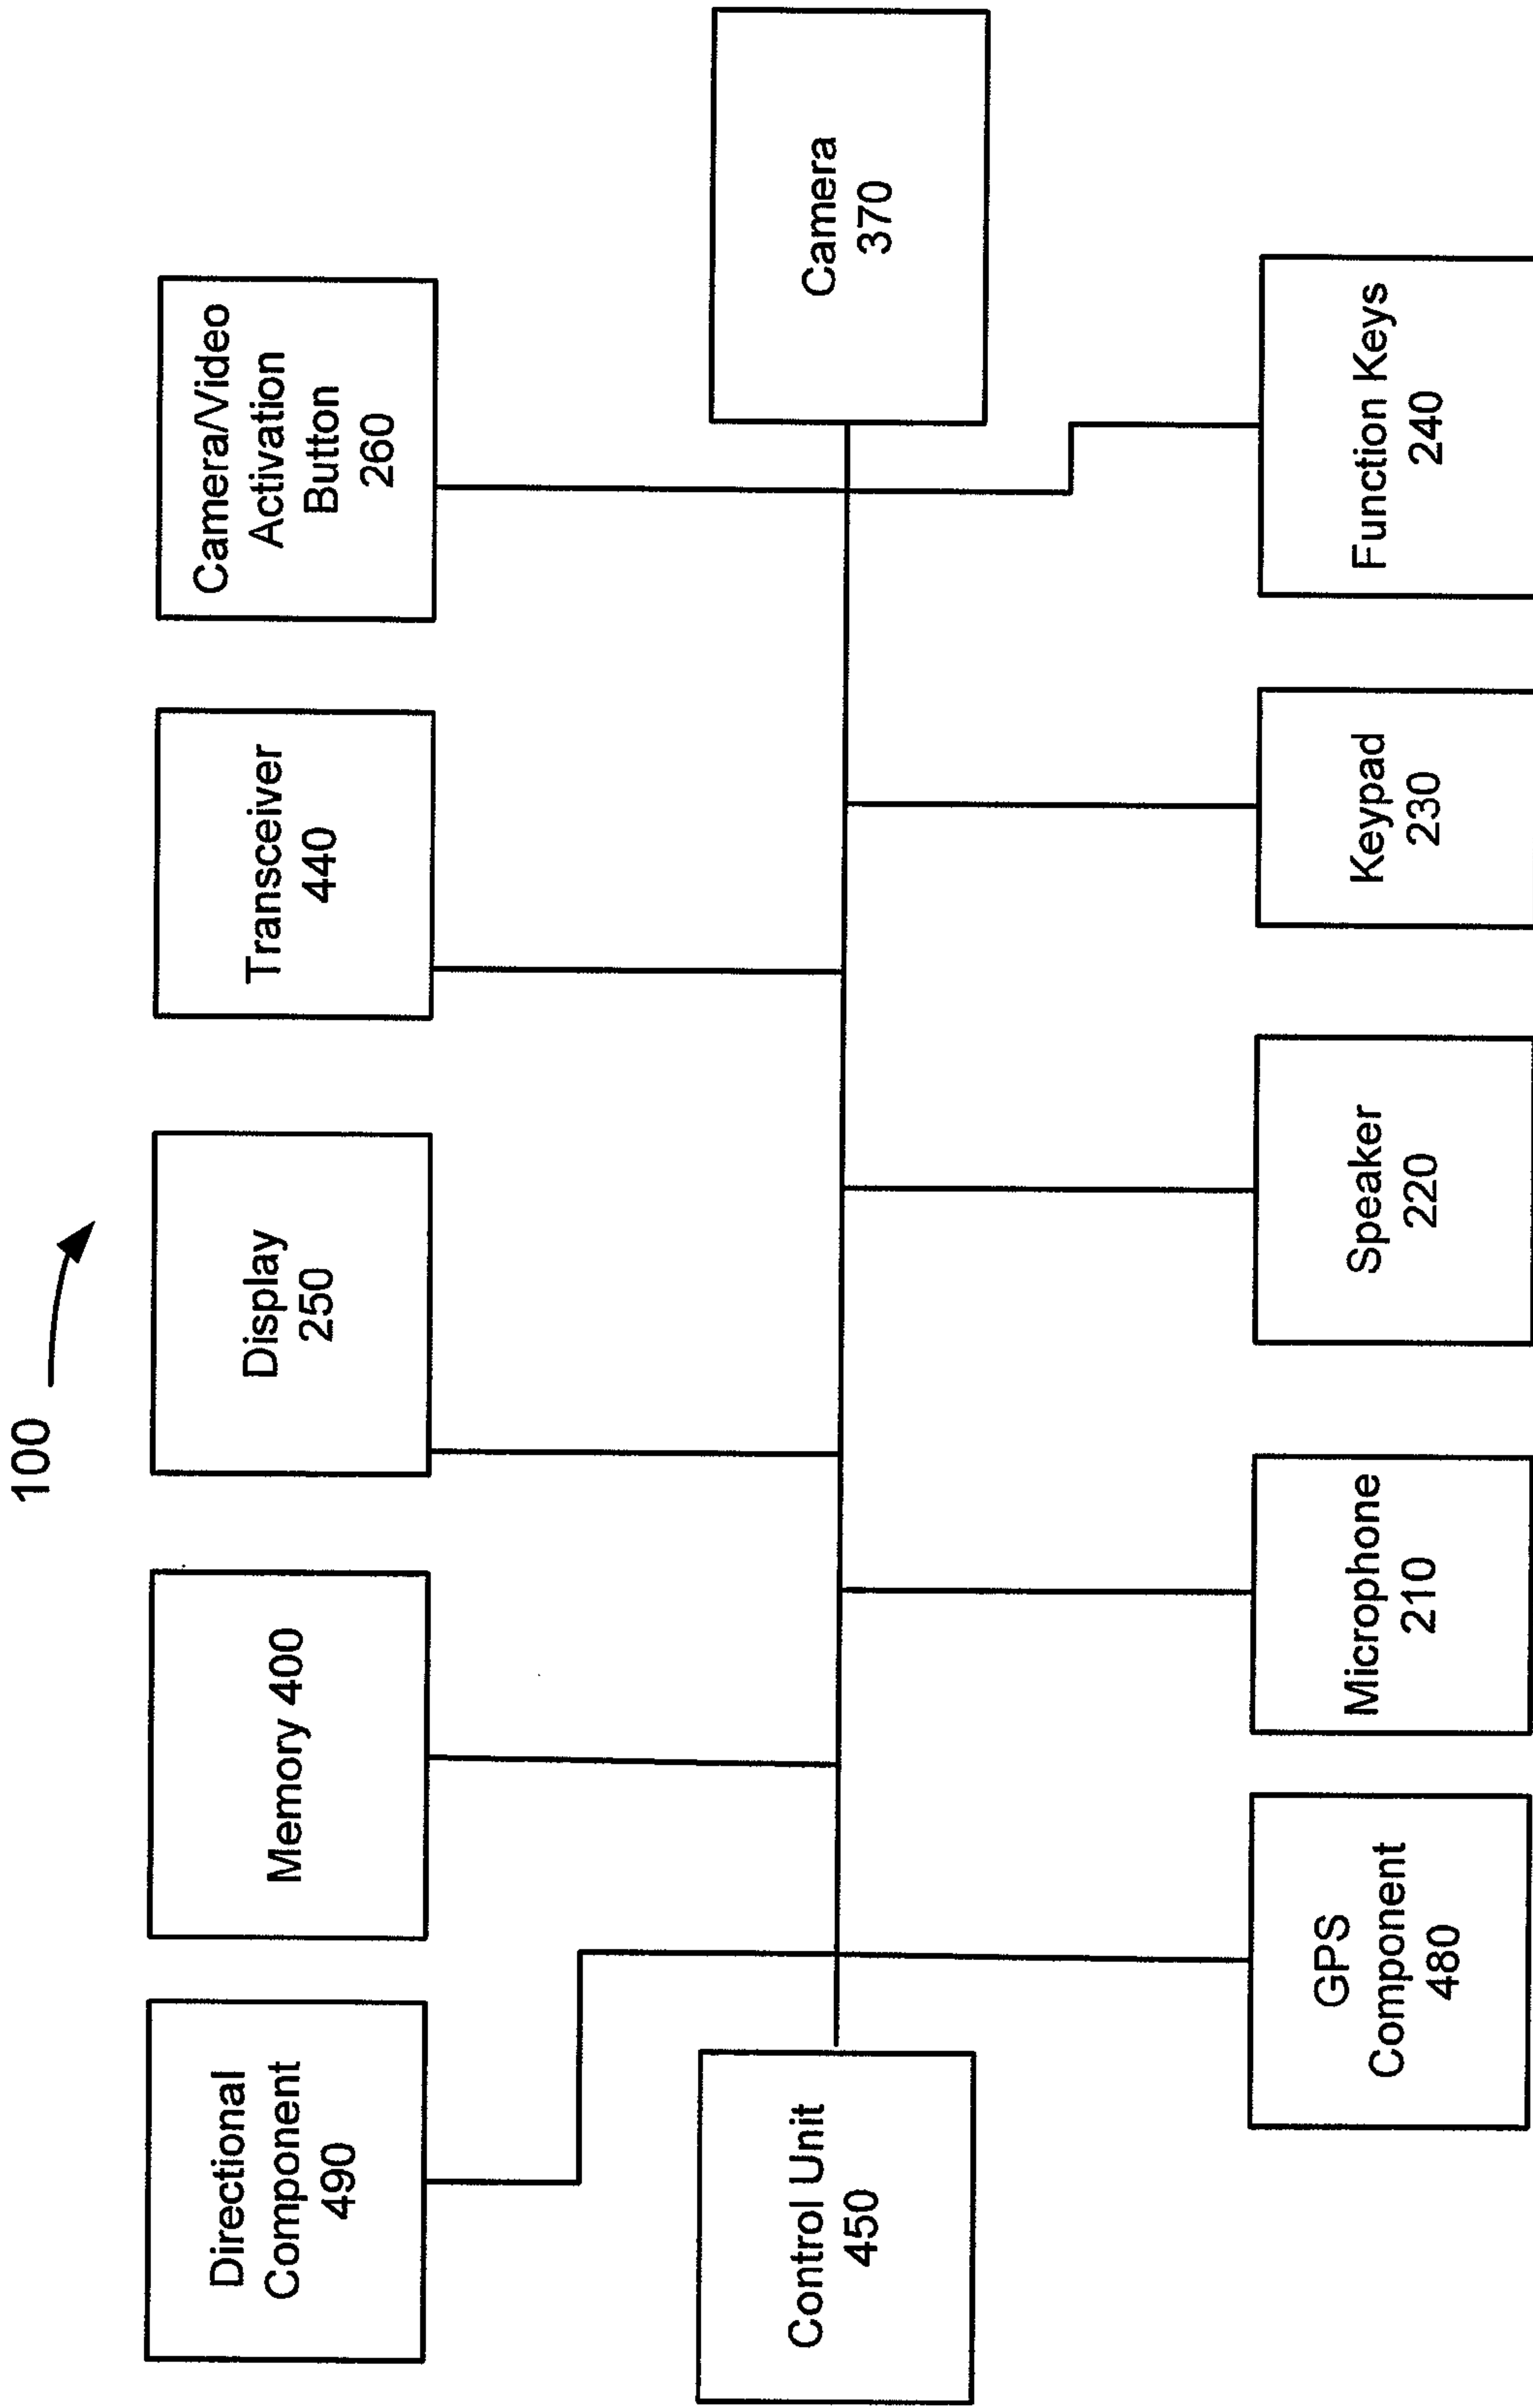 100
Directional
Component
490
Memory 400
Display
250
Transceiver
440
Camera/Video
Activation
Button
260
Control Unit
450
Camera
370
GPS
Component
480
Microphone
210
Speaker
220
Keypad
230
Function Keys
240